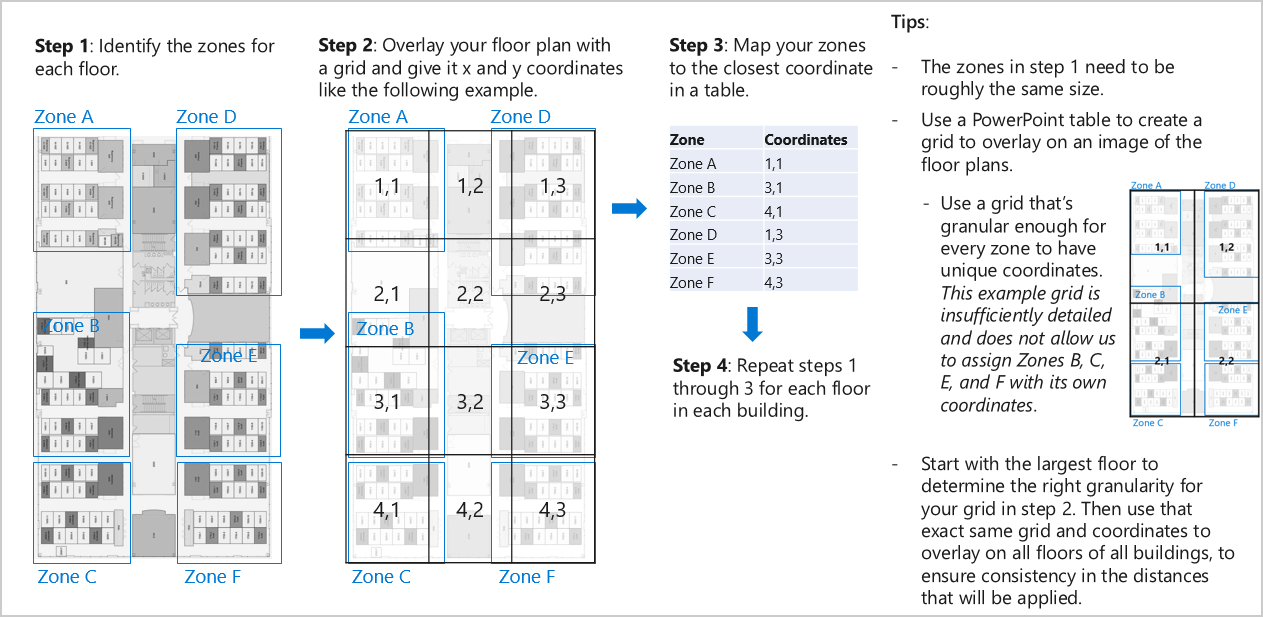 Step 1: Identify the zones for
each floor.
Zone A
Zone D
Zone B
Zone E
Zone C
Zone F
Step 2: Overlay your floor plan with
a grid and give it x and y coordinates
like the following example.
Zone A
Zone D
1,1
1,2
1,3
2,1
2,2
2,3
Zone B
Zone E
3,1
3,2
3,3
4,1
4,2
4,3
Zone C
Zone F
Step 3: Map your zones
to the closest coordinate
in a table.
Zone Coordinates
Zone A 1,1
Zone B 3,1
Zone C 4,1
Zone D 1,3
Zone E 3,3
Zone F 4,3
Step 4: Repeat steps 1
through 3 for each floor
in each building.
Tips:
- The zones in step 1 need to be
roughly the same size.
- Use a PowerPoint table to create a
grid to overlay on an image of the
floor plans.
- Use a grid that’s
granular enough for
every zone to have
unique coordinates.
This example grid is
insufficiently detailed
and does not allow us
to assign Zones B, C,
E, and F with its own
coordinates.
Zone A
Zone D
1,1
1,2
Zone B
Zone E
2,1
2,2
Zone C
Zone F
- Start with the largest floor to
determine the right granularity for
your grid in step 2. Then use that
exact same grid and coordinates to
overlay on all floors of all buildings, to
ensure consistency in the distances
that will be applied.